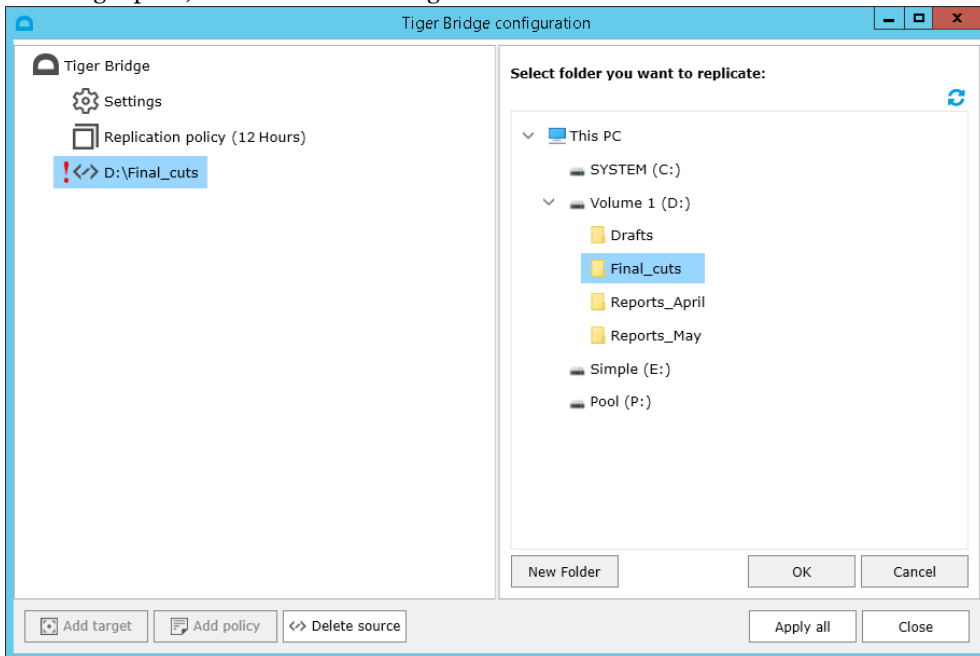 Tiger Bridge configuration
Tiger Bridge
Settings
Replication policy (12 Hours)
D:\Final_cuts
Select folder you want to replicate:
This PC
SYSTEM (C:)
Volume 1 (D:)
Drafts
Final_cuts
Reports_April
Reports_May
Simple (E:)
Pool (P:)
New Folder
OK
Cancel
Add target
Add policy
Delete source
Apply all
Close